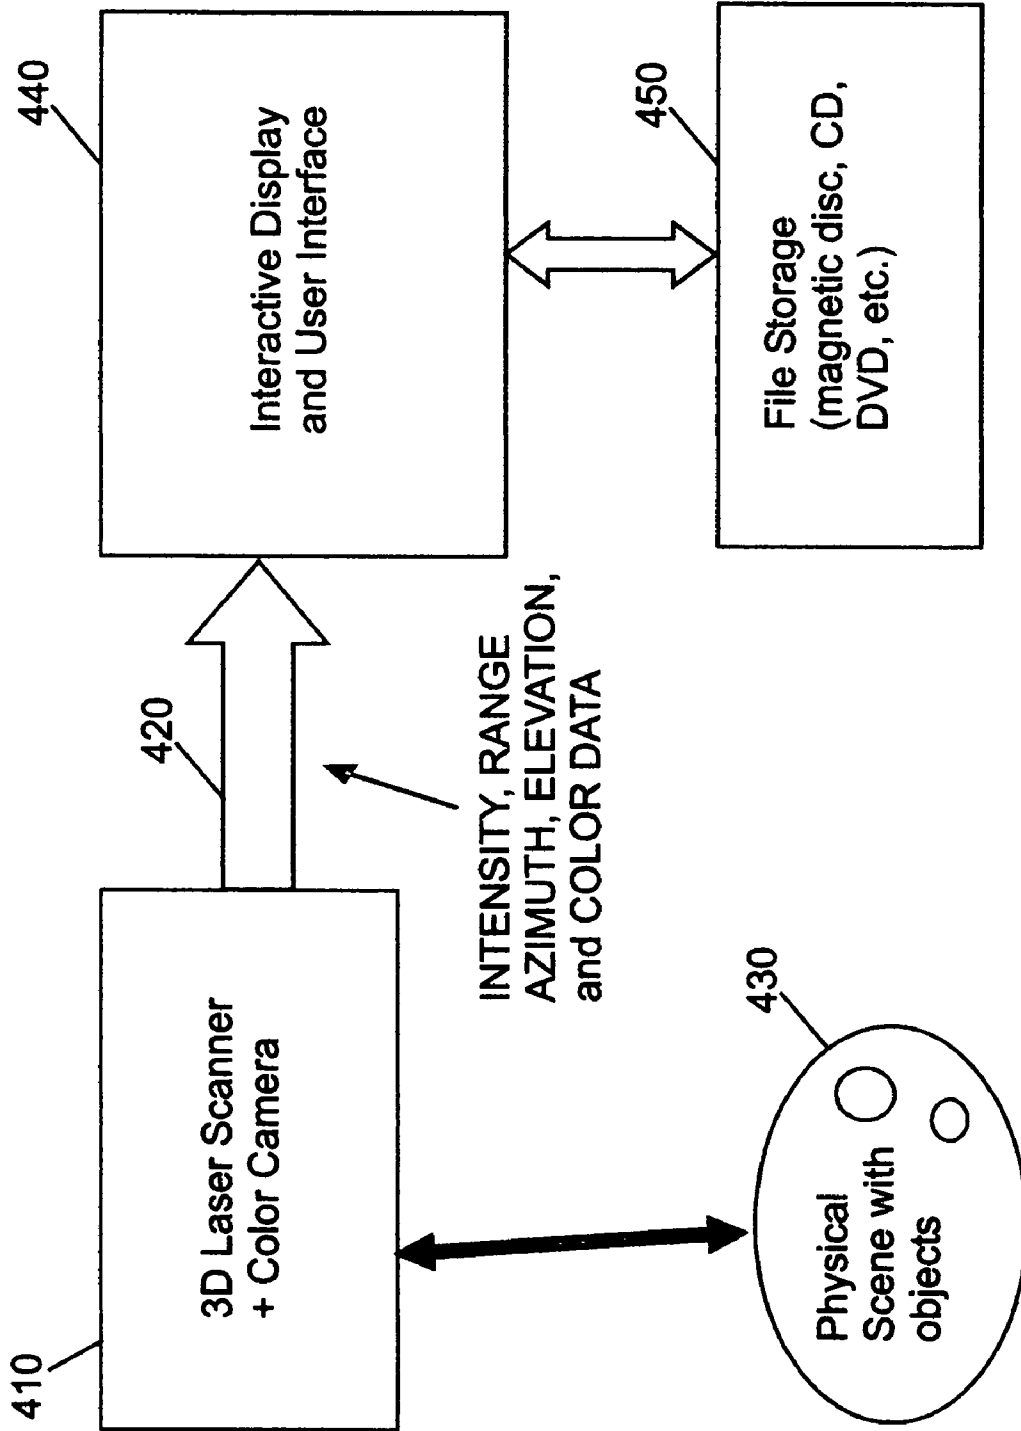 410
3D Laser Scanner
+ Color Camera
420
INTENSITY, RANGE
AZIMUTH, ELEVATION,
and COLOR DATA
440
Interactive Display
and User Interface
430
Physical
Scene with
objects
450
File Storage
(magnetic disc, CD,
DVD, etc.)